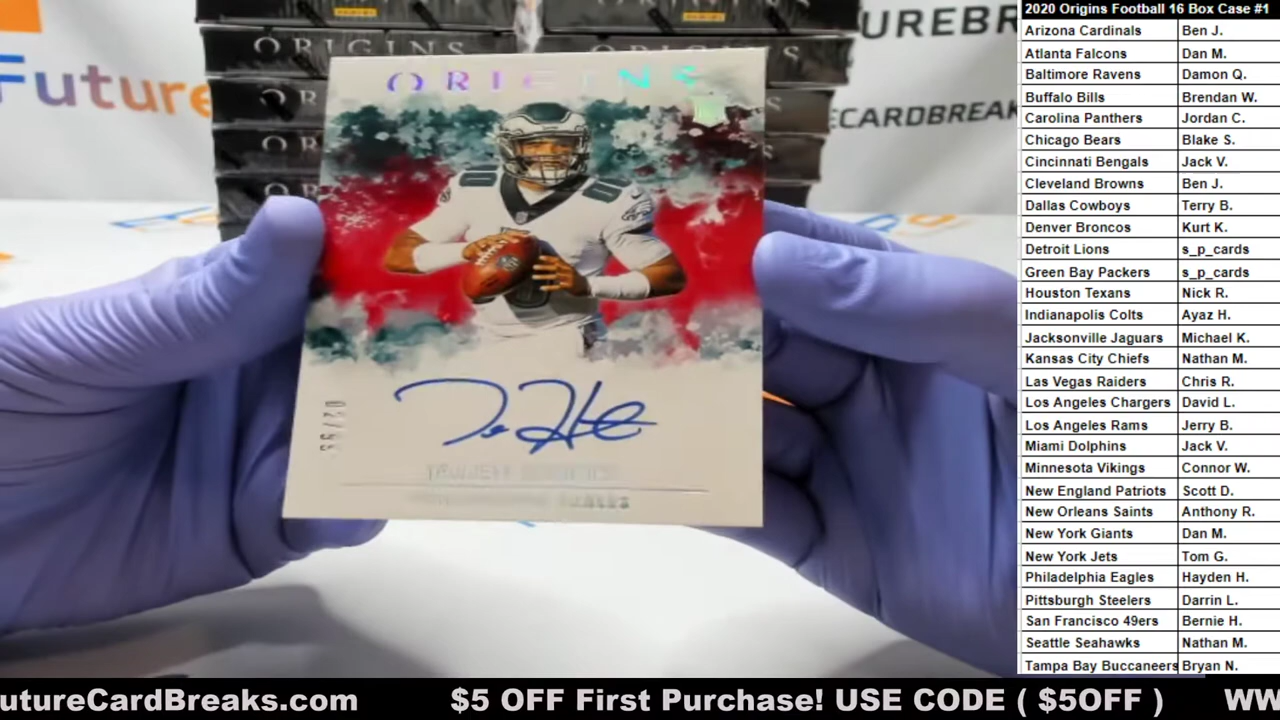 2020 Origins Football 16 Box Case #1
Arizona Cardinals Ben J.
Atlanta Falcons Dan M.
Baltimore Ravens Damon Q.
Buffalo Bills Brendan W.
Carolina Panthers Jordan C.
Chicago Bears Blake S.
Cincinnati Bengals Jack V.
Cleveland Browns Ben J.
Dallas Cowboys Terry B.
Denver Broncos Kurt K.
Detroit Lions s_p_cards
Green Bay Packers s_p_cards
Houston Texans Nick R.
Indianapolis Colts Ayaz H.
Jacksonville Jaguars Michael K.
Kansas City Chiefs Nathan M.
Las Vegas Raiders Chris R.
Los Angeles Chargers David L.
Los Angeles Rams Jerry B.
Miami Dolphins Jack V.
Minnesota Vikings Connor W.
New England Patriots Scott D.
New Orleans Saints Anthony R.
New York Giants Dan M.
New York Jets Tom G.
Philadelphia Eagles Hayden H.
Pittsburgh Steelers Darrin L.
San Francisco 49ers Bernie H.
Seattle Seahawks Nathan M.
Tampa Bay Buccaneers Bryan N.
UREBR
ECARDBREAK
Future
ORIGINS
ORIGINS
utureCardBreaks.com $5 OFF First Purchase! USE CODE ( $5OFF ) WW